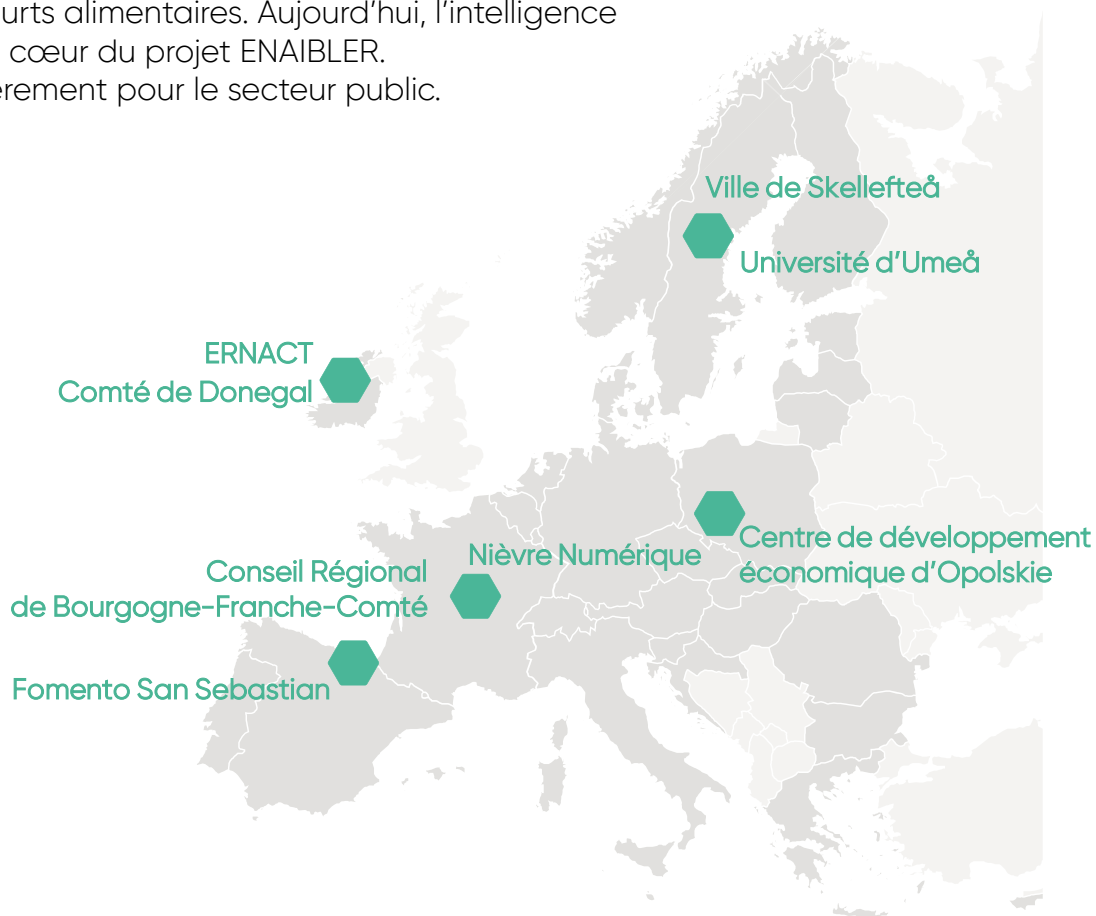 urts alimentaires. Aujourd’hui, l’intelligence
cœur du projet ENAIBLER.
èrement pour le secteur public.
Ville de Skellefteå
Université d’Umeå
ERNACT
Comté de Donegal
Centre de développement
économique d’Opolskie
Nièvre Numérique
Conseil Régional
de Bourgogne-Franche-Comté
Fomento San Sebastian